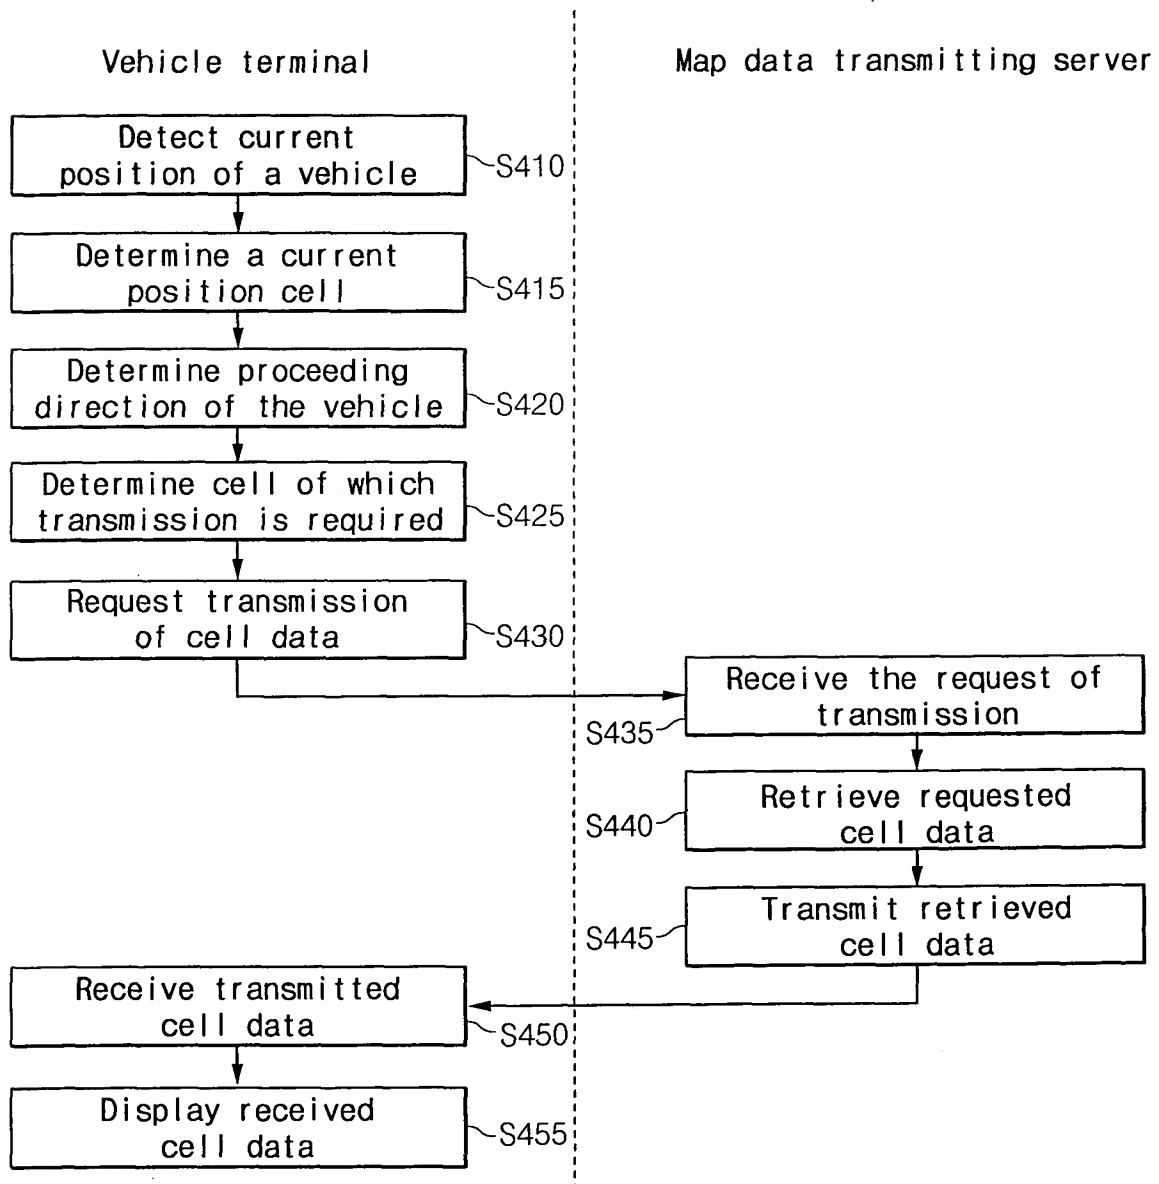 Vehicle terminal
Map data transmitting server
Detect current
position of a vehicle
S410
Determine a current
position cell
S415
Determine proceeding
direction of the vehicle
S420
Determine cell of which
transmission is required
S425
Request transmission
of cell data
S430
Receive the request of
transmission
S435
Retrieve requested
cell data
S440
Transmit retrieved
cell data
S445
Receive transmitted
cell data
S450
Display received
cell data
S455